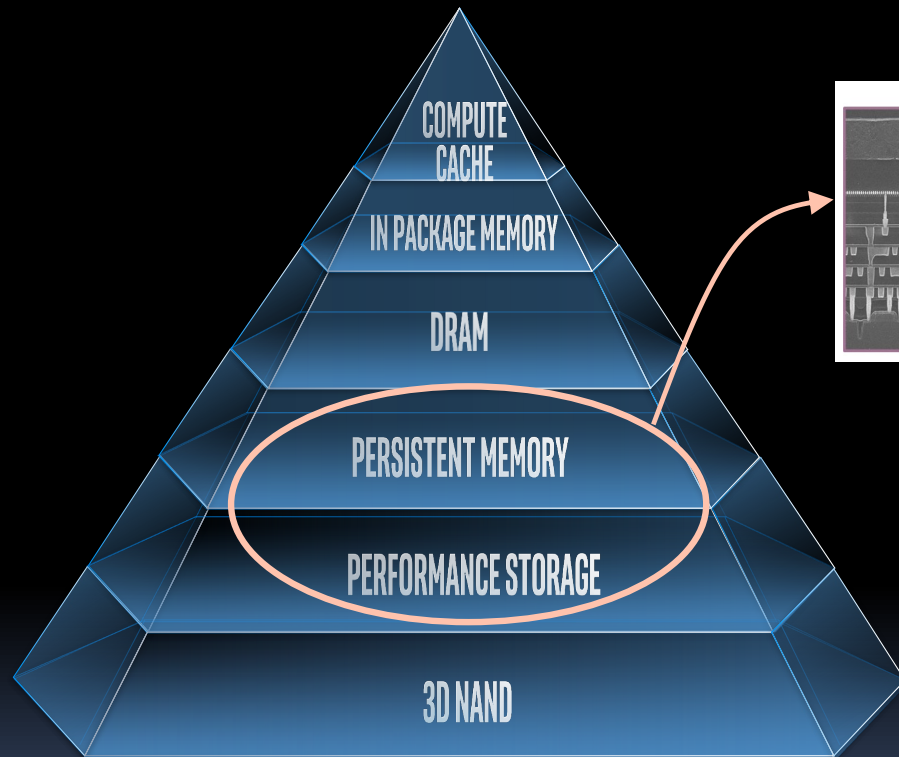 COMPUTE
CACHE
IN PACKAGE MEMORY
DRAM
PERSISTENT MEMORY
PERFORMANCE STORAGE
3D NAND